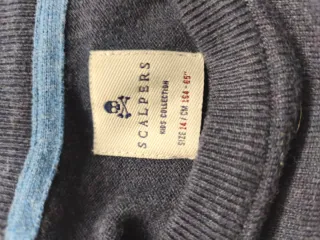 SCALPERS
KIDS COLLECTION
SIZE 14 / CM 164 - 65"